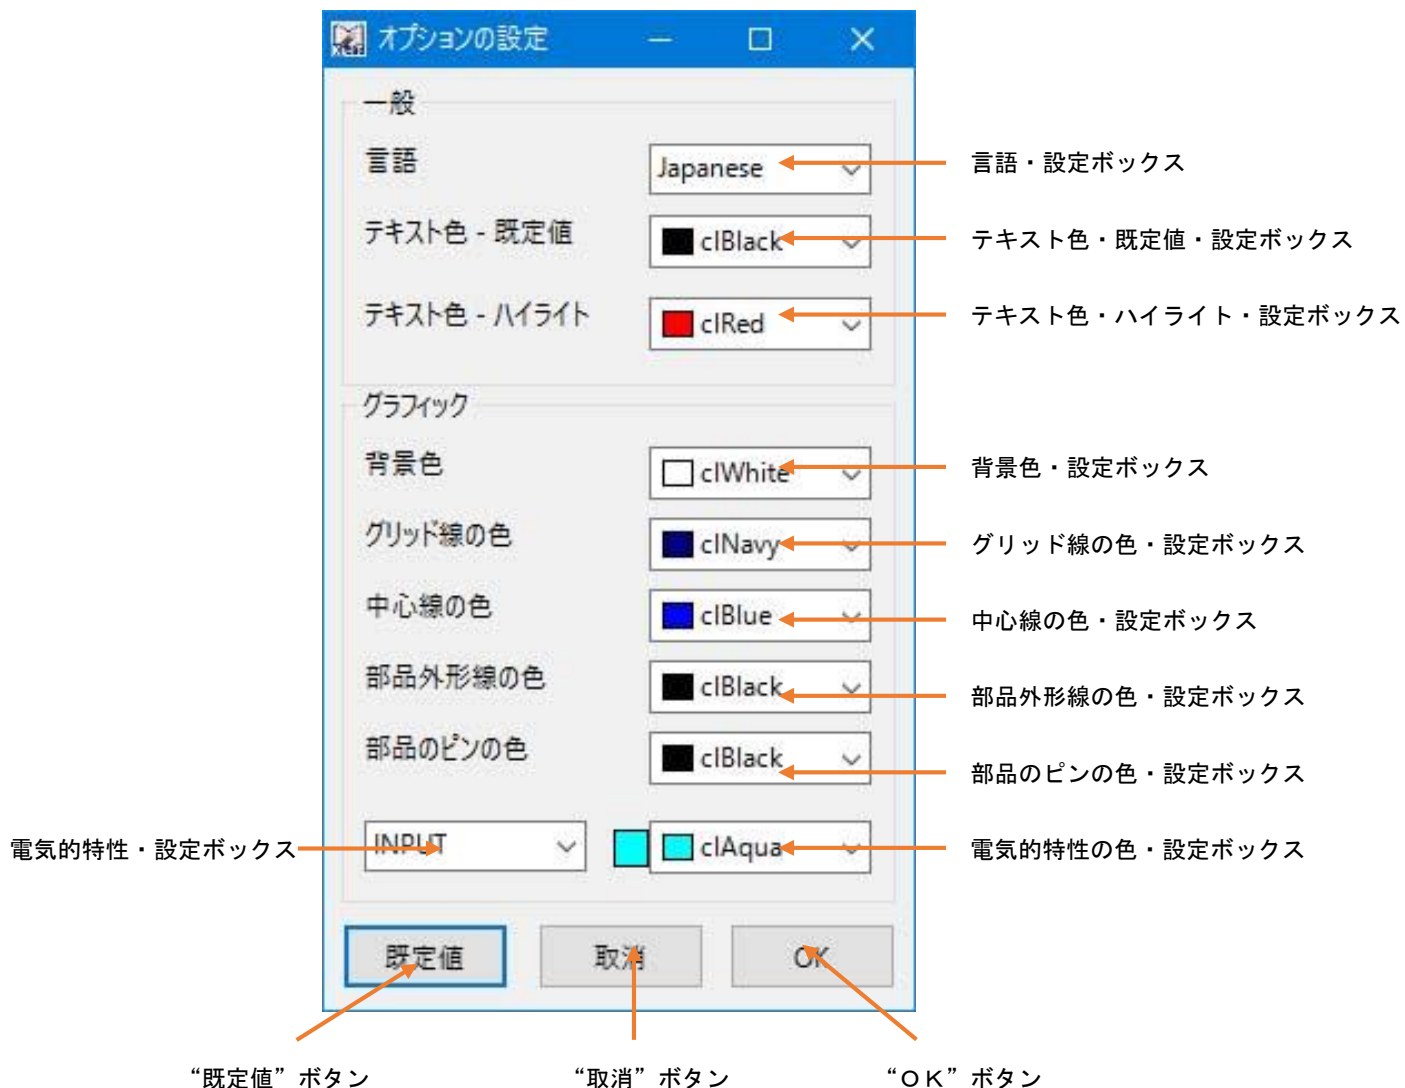 オプションの設定
一般
言語
Japanese
言語・設定ボックス
テキスト色 - 既定値
clBlack
テキスト色・既定値・設定ボックス
テキスト色 - ハイライト
clRed
テキスト色・ハイライト・設定ボックス
グラフィック
背景色
clWhite
背景色・設定ボックス
グリッド線の色
clNavy
グリッド線の色・設定ボックス
中心線の色
clBlue
中心線の色・設定ボックス
部品外形線の色
clBlack
部品外形線の色・設定ボックス
部品のピンの色
clBlack
部品のピンの色・設定ボックス
電気的特性・設定ボックス
INPUT
clAqua
電気的特性の色・設定ボックス
既定値
取消
OK
“既定値”ボタン
“取消”ボタン
“ＯＫ”ボタン